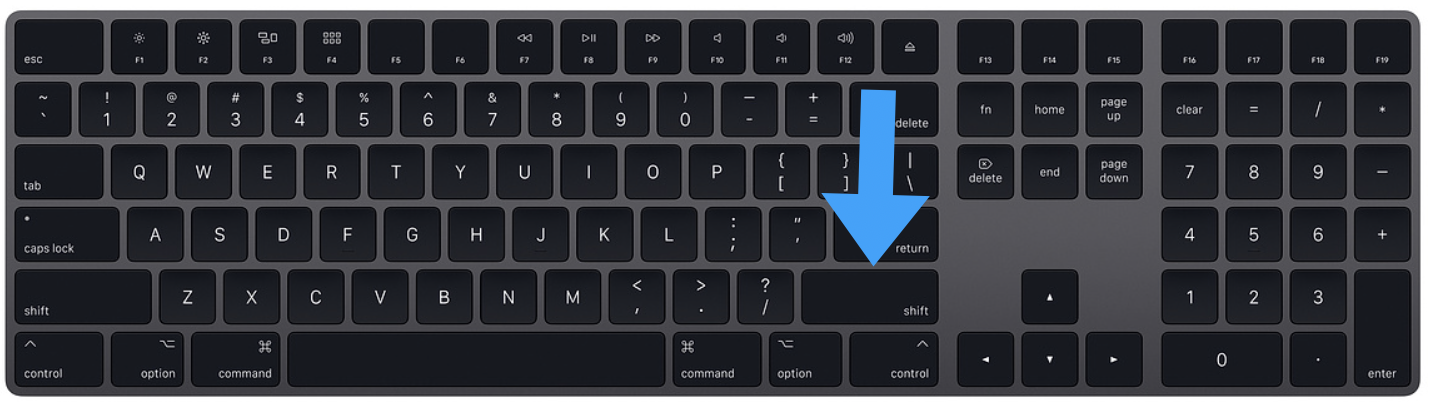 esc F1 F2 F3 F4 F5 F6 F7 F8 F9 F10 F11 F12 F13 F14 F15 F16 F17 F18 F19
~ ! @ # $ % ^ & * ( ) — +
` 1 2 3 4 5 6 7 8 9 0 - = delete fn home page up clear = / *
tab Q W E R T Y U I O P { [ } ] | \ delete end page down 7 8 9 −
caps lock A S D F G H J K L : ; " ' return 4 5 6 +
shift Z X C V B N M < , > . ? / shift 1 2 3
control option command command option control 0 . enter